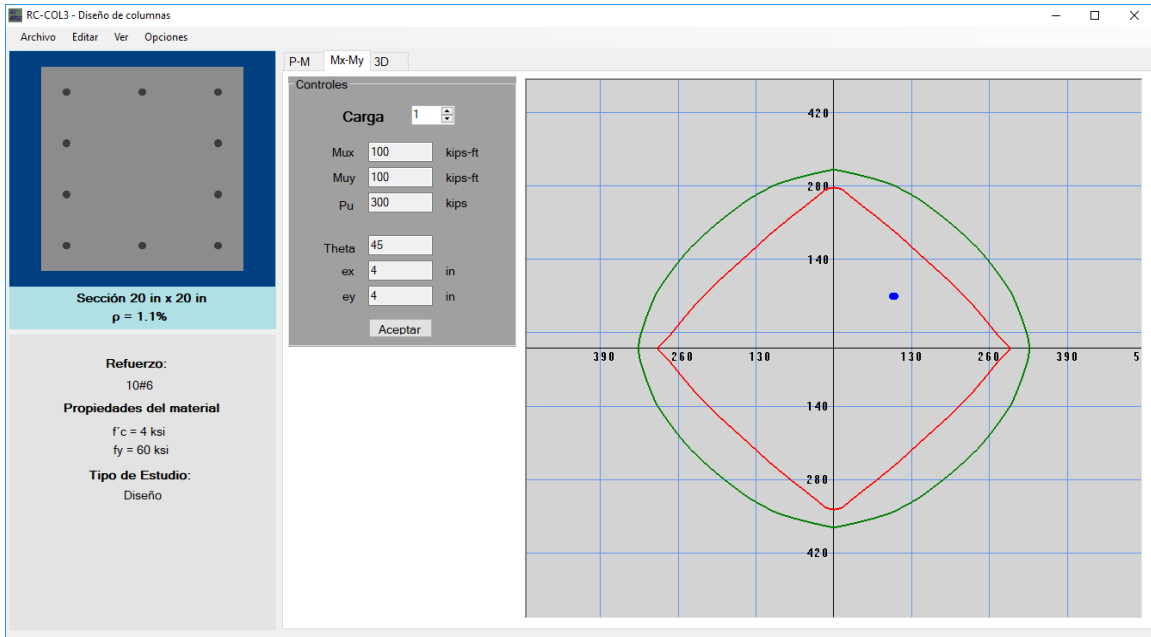 RC-COL3 - Diseño de columnas
Archivo Editar Ver Opciones
P-M Mx-My 3D
Controles
Carga 1
Mux 100 kips-ft
Muy 100 kips-ft
Pu 300 kips
Theta 45
ex 4 in
ey 4 in
Aceptar
Sección 20 in x 20 in
ρ = 1.1%
Refuerzo:
10#6
Propiedades del material
f´c = 4 ksi
fy = 60 ksi
Tipo de Estudio:
Diseño
420
280
140
390 260 130 130 260 390 5
140
280
420